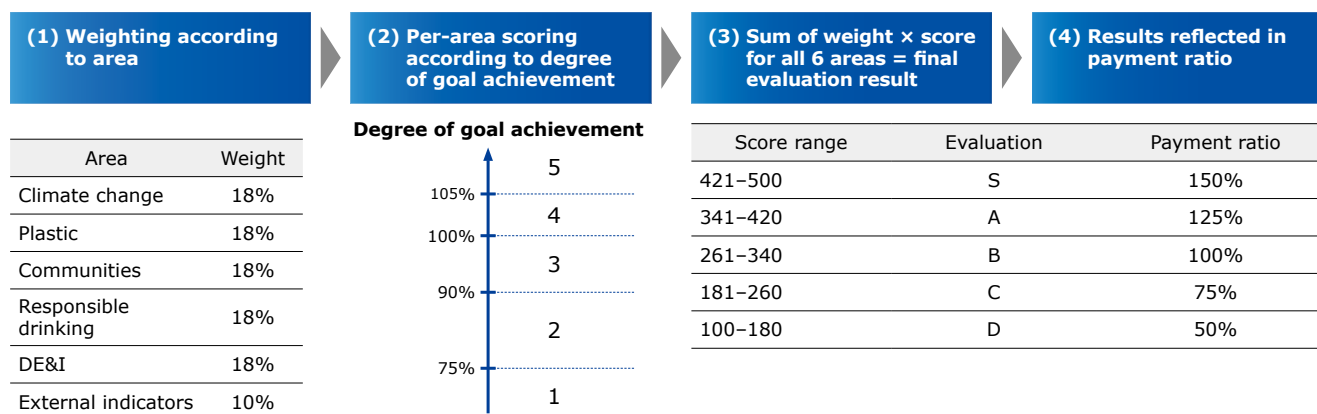 (1) Weighting according
to area
(2) Per-area scoring
according to degree
of goal achievement
(3) Sum of weight × score
for all 6 areas = final
evaluation result
(4) Results reflected in
payment ratio
Area Weight
Climate change 18%
Plastic 18%
Communities 18%
Responsible
drinking 18%
DE&I 18%
External indicators 10%
Degree of goal achievement
5
105%
4
100%
3
90%
2
75%
1
Score range Evaluation Payment ratio
421–500 S 150%
341–420 A 125%
261–340 B 100%
181–260 C 75%
100–180 D 50%